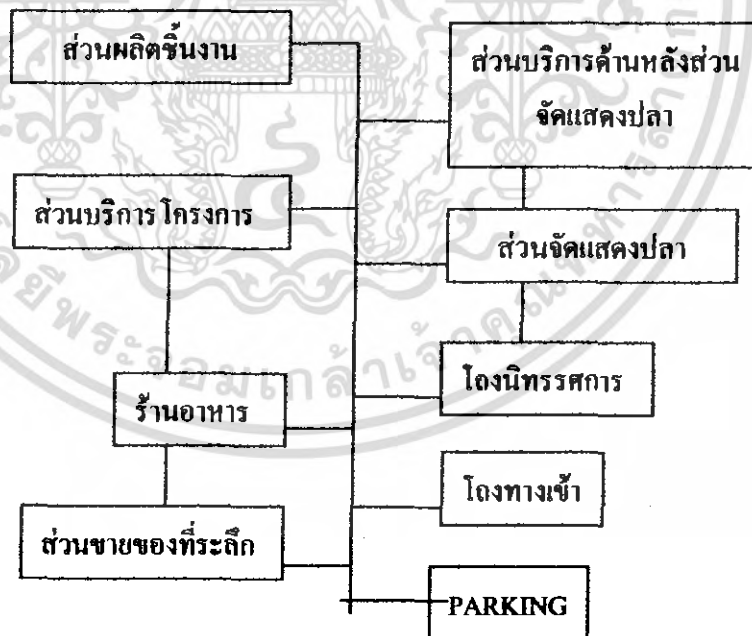 ส่วนผลิตชิ้นงาน
ส่วนบริการด้านหลังส่วน
จัดแสดงปลา
ส่วนบริการโครงการ
ส่วนจัดแสดงปลา
ร้านอาหาร
โถงนิทรรศการ
โถงทางเข้า
ส่วนขายของที่ระลึก
PARKING